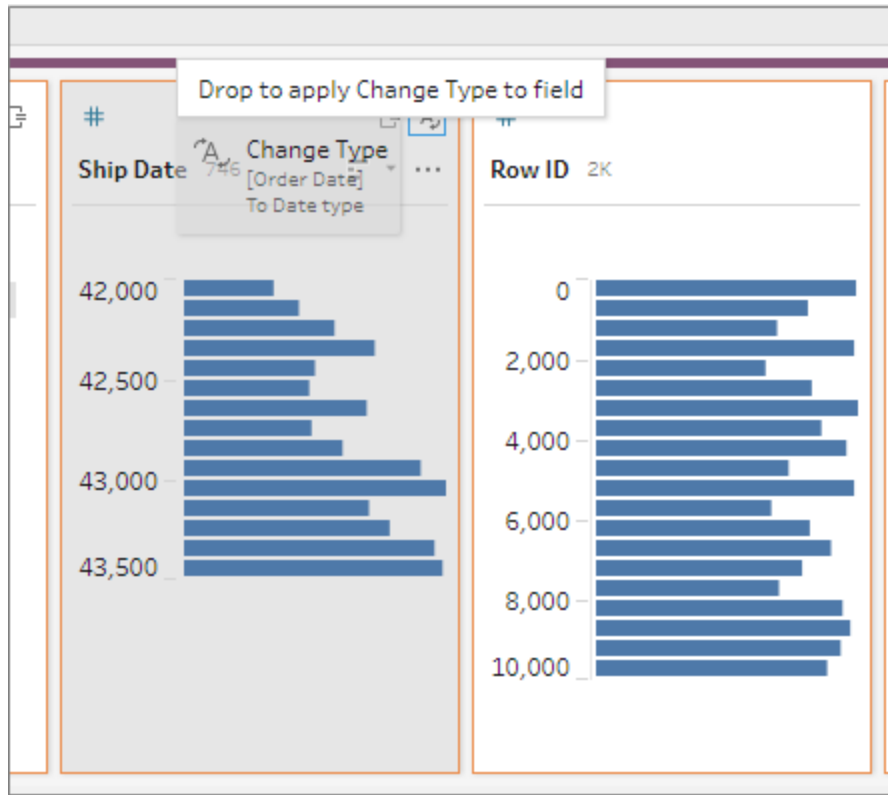 Drop to apply Change Type to field
#
#
Ship Date 746
Change Type
[Order Date]
To Date type
...
Row ID 2K
42,000
42,500
43,000
43,500
0
2,000
4,000
6,000
8,000
10,000